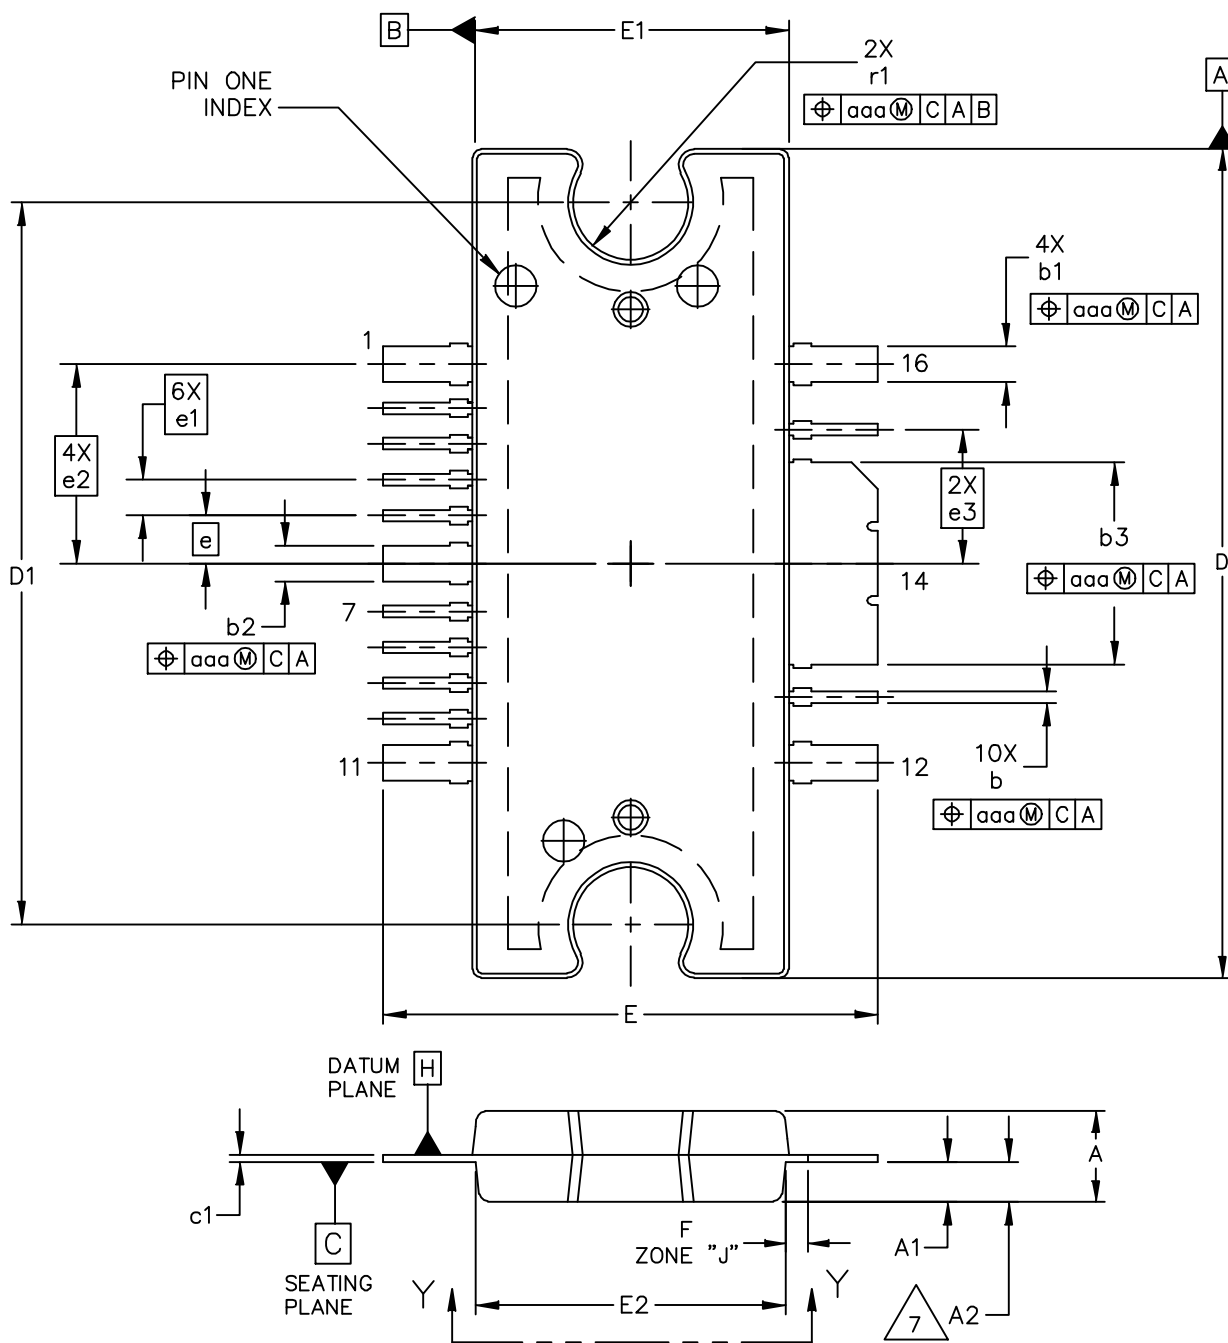 B
E1
2X
r1
⌖ aaa Ⓜ C A B
A
PIN ONE
INDEX
4X
b1
⌖ aaa Ⓜ C A
1
16
6X
e1
4X
e2
2X
e3
e
b3
⌖ aaa Ⓜ C A
D1
D
14
7
b2
⌖ aaa Ⓜ C A
11
12
10X
b
⌖ aaa Ⓜ C A
E
DATUM
PLANE
H
A
c1
C
SEATING
PLANE
F
ZONE "J"
A1
Y
Y
E2
7
A2